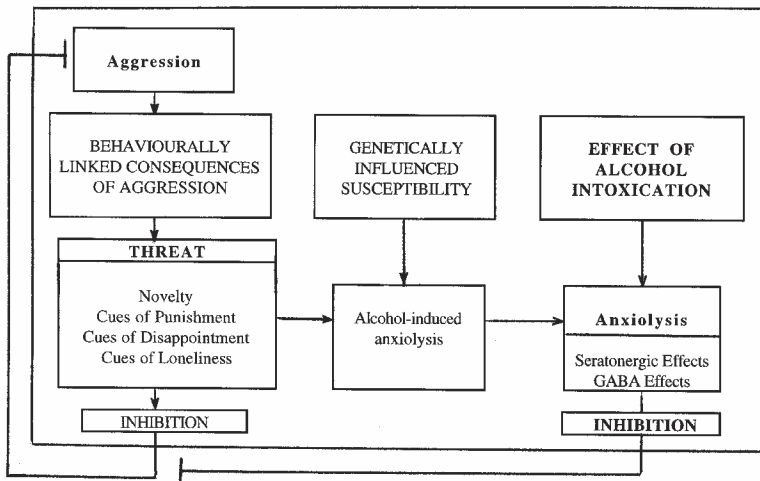 Aggression
BEHAVIOURALLY
LINKED CONSEQUENCES
OF AGGRESSION
GENETICALLY
INFLUENCED
SUSCEPTIBILITY
EFFECT OF
ALCOHOL
INTOXICATION
THREAT
Novelty
Cues of Punishment
Cues of Disappointment
Cues of Loneliness
Alcohol-induced
anxiolysis
Anxiolysis
Seratonergic Effects
GABA Effects
INHIBITION
INHIBITION